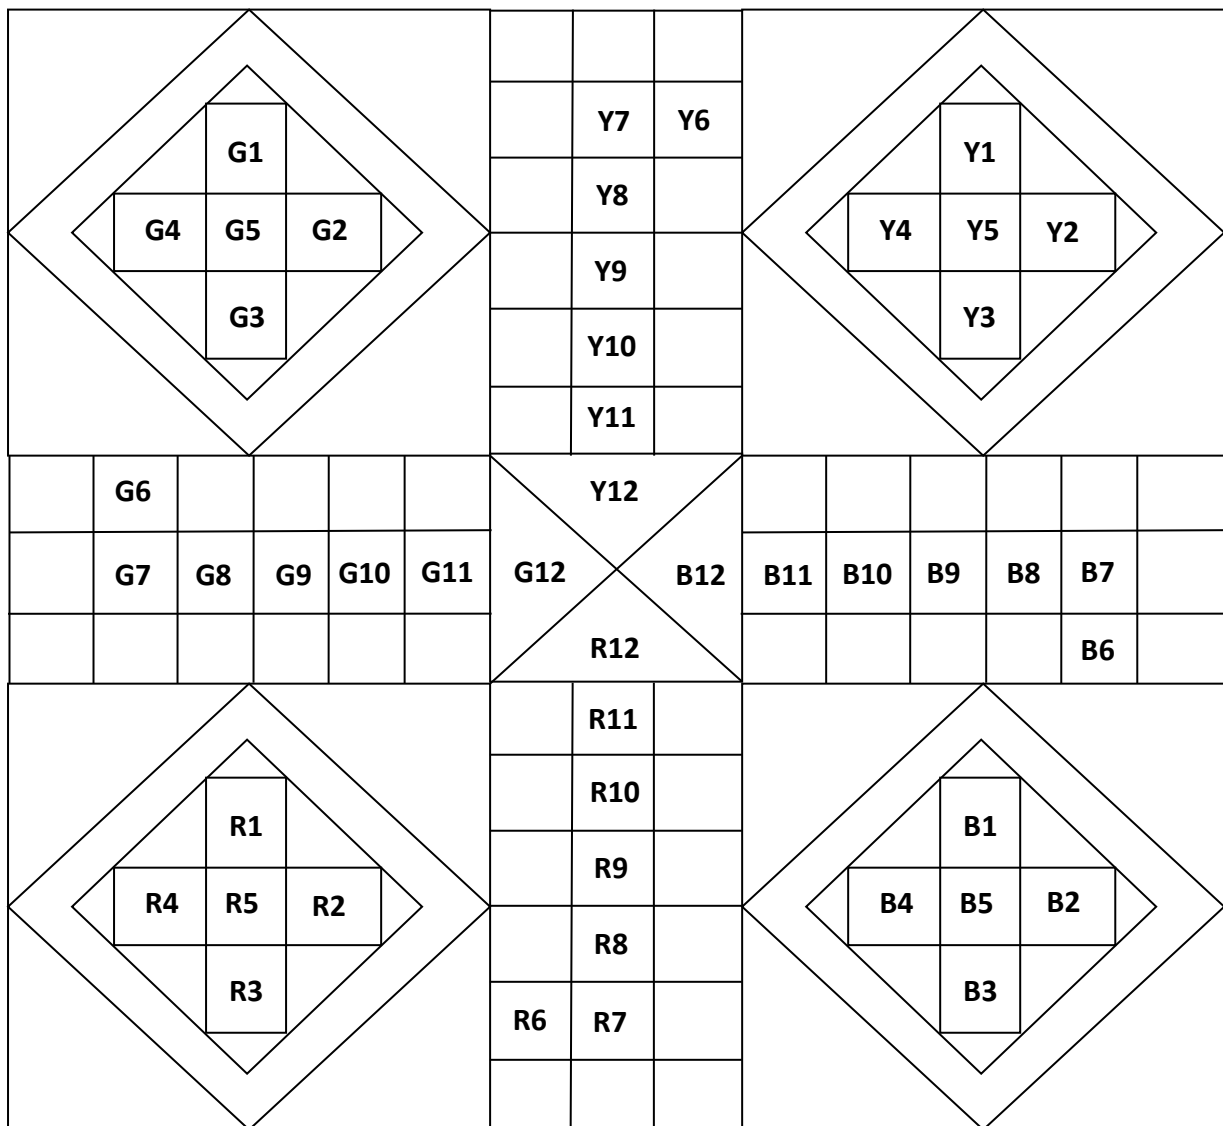 Y7 Y6
G1 Y1
Y8
G4 G5 G2 Y4 Y5 Y2
Y9
G3 Y3
Y10
Y11
G6 Y12
G7 G8 G9 G10 G11 G12 B12 B11 B10 B9 B8 B7
R12 B6
R11
R10
R1 B1
R9
R4 R5 R2 B4 B5 B2
R8
R3 B3
R6 R7